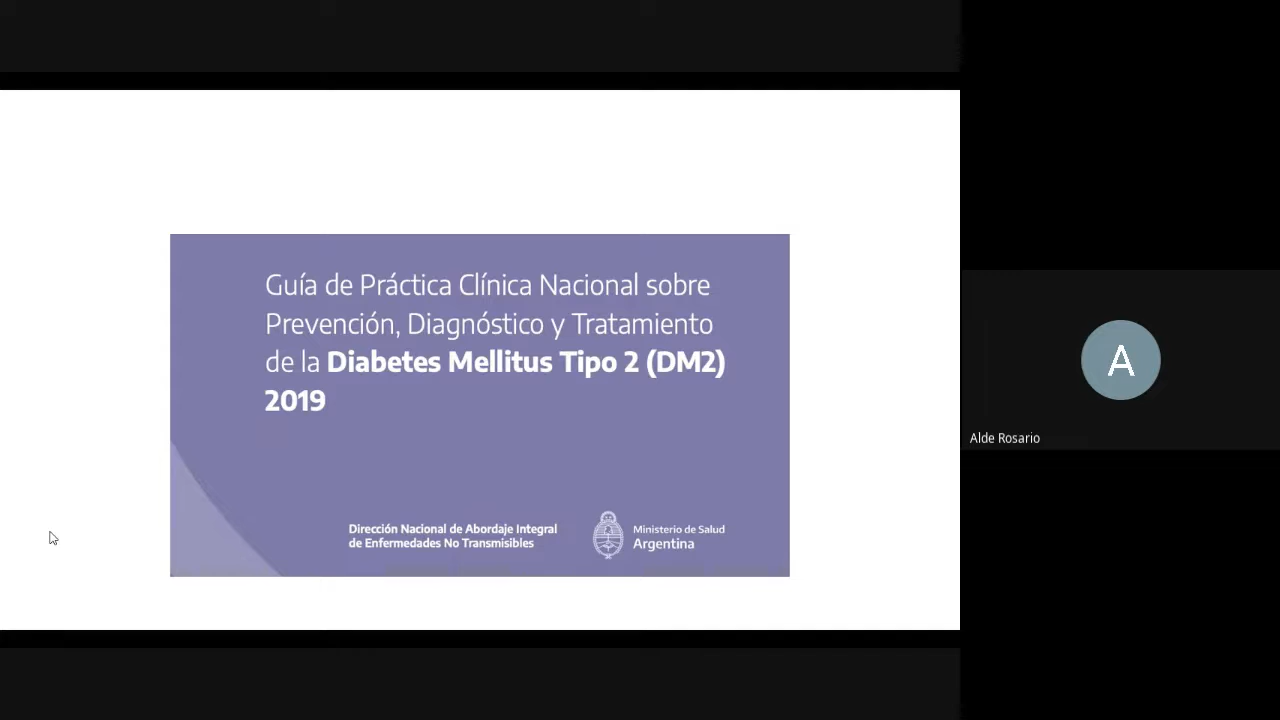 Guía de Práctica Clínica Nacional sobre
Prevención, Diagnóstico y Tratamiento
de la Diabetes Mellitus Tipo 2 (DM2)
2019
Dirección Nacional de Abordaje Integral
de Enfermedades No Transmisibles
Ministerio de Salud
Argentina
A
Alde Rosario